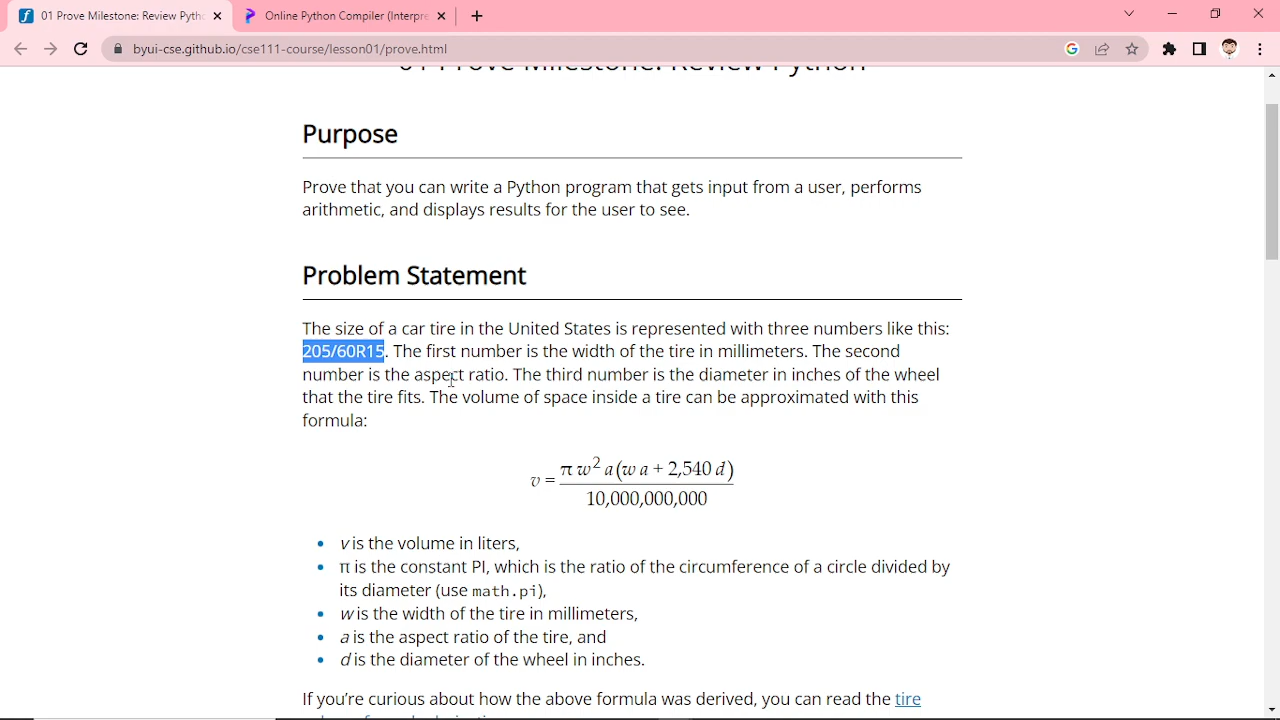 01 Prove Milestone: Review Pytho
Online Python Compiler (Interpre
byui-cse.github.io/cse111-course/lesson01/prove.html
01 Prove Milestone: Review Python
Purpose
Prove that you can write a Python program that gets input from a user, performs
arithmetic, and displays results for the user to see.
Problem Statement
The size of a car tire in the United States is represented with three numbers like this:
205/60R15. The first number is the width of the tire in millimeters. The second
number is the aspect ratio. The third number is the diameter in inches of the wheel
that the tire fits. The volume of space inside a tire can be approximated with this
formula:
v = π w² a (w a + 2,540 d)
10,000,000,000
• v is the volume in liters,
• π is the constant PI, which is the ratio of the circumference of a circle divided by
its diameter (use math.pi),
• w is the width of the tire in millimeters,
• a is the aspect ratio of the tire, and
• d is the diameter of the wheel in inches.
If you’re curious about how the above formula was derived, you can read the tire